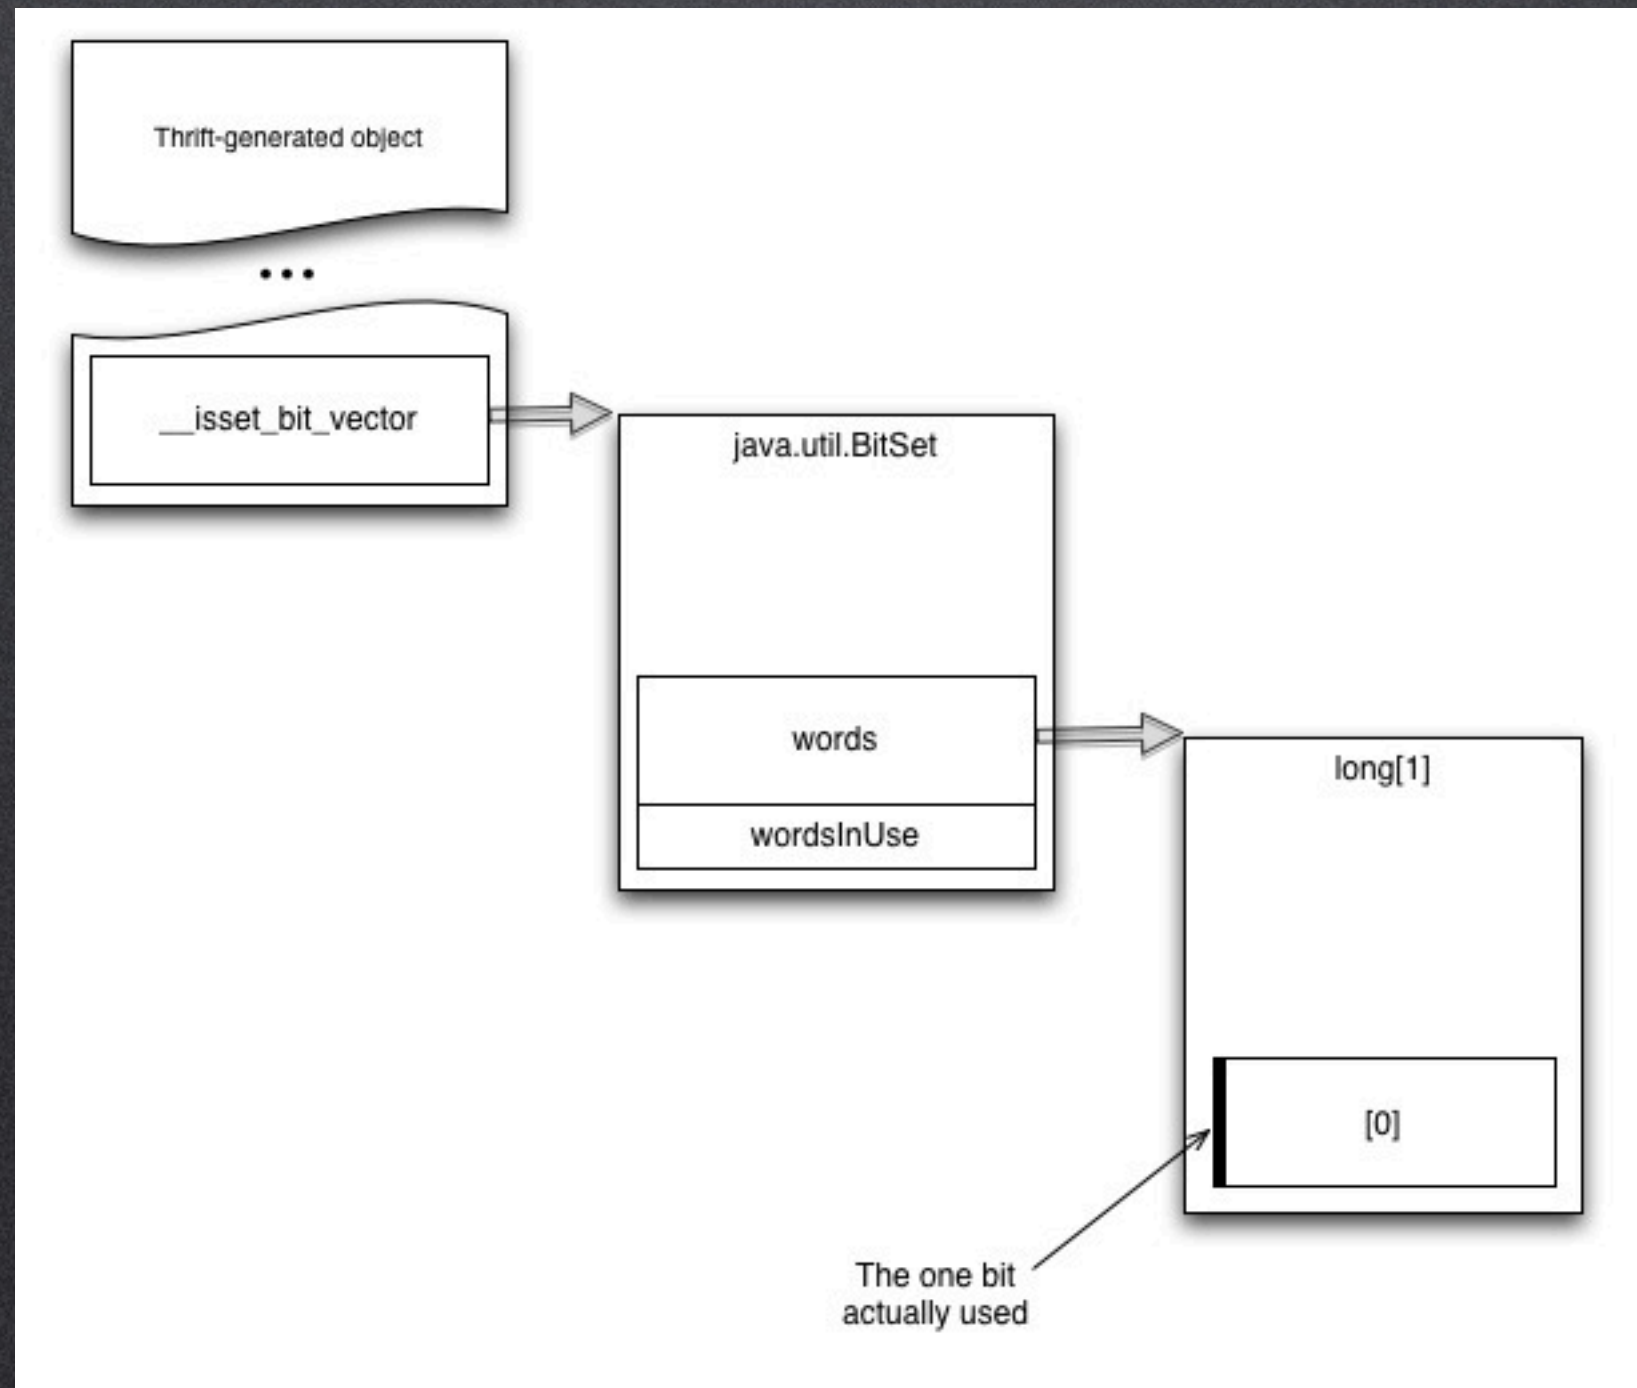 Thrift-generated object
...
__isset_bit_vector
java.util.BitSet
words
wordsInUse
long[1]
[0]
The one bit
actually used